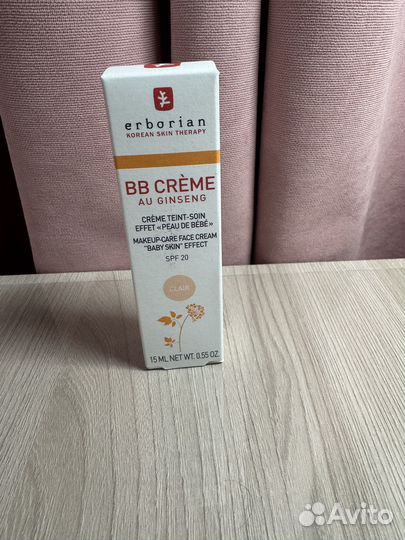 erborian
KOREAN SKIN THERAPY
BB CRÈME
AU GINSENG
CRÈME TEINT-SOIN
EFFET «PEAU DE BÉBÉ»
MAKEUP-CARE FACE CREAM
"BABY SKIN" EFFECT
SPF 20
CLAIR
15 ML NET WT. 0.55 OZ.
Avito